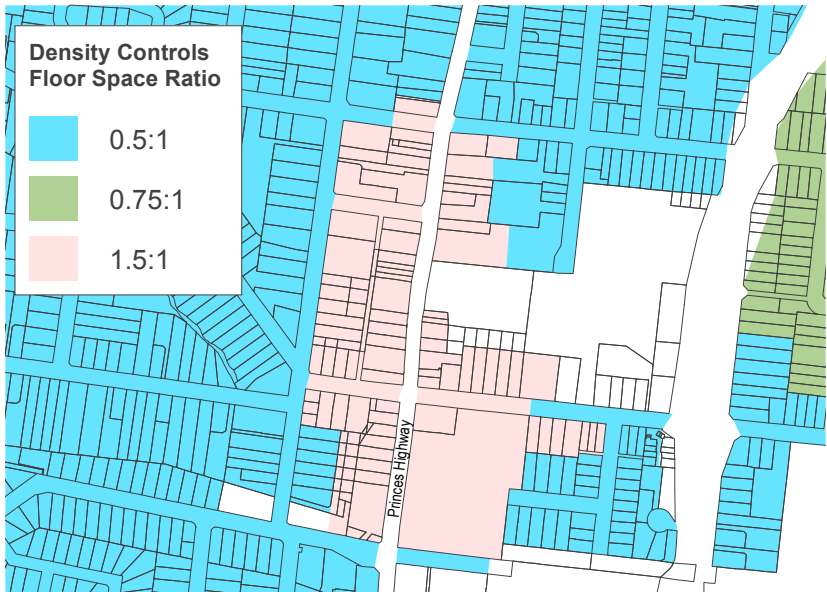 Density Controls
Floor Space Ratio
0.5:1
0.75:1
1.5:1
Princes Highway